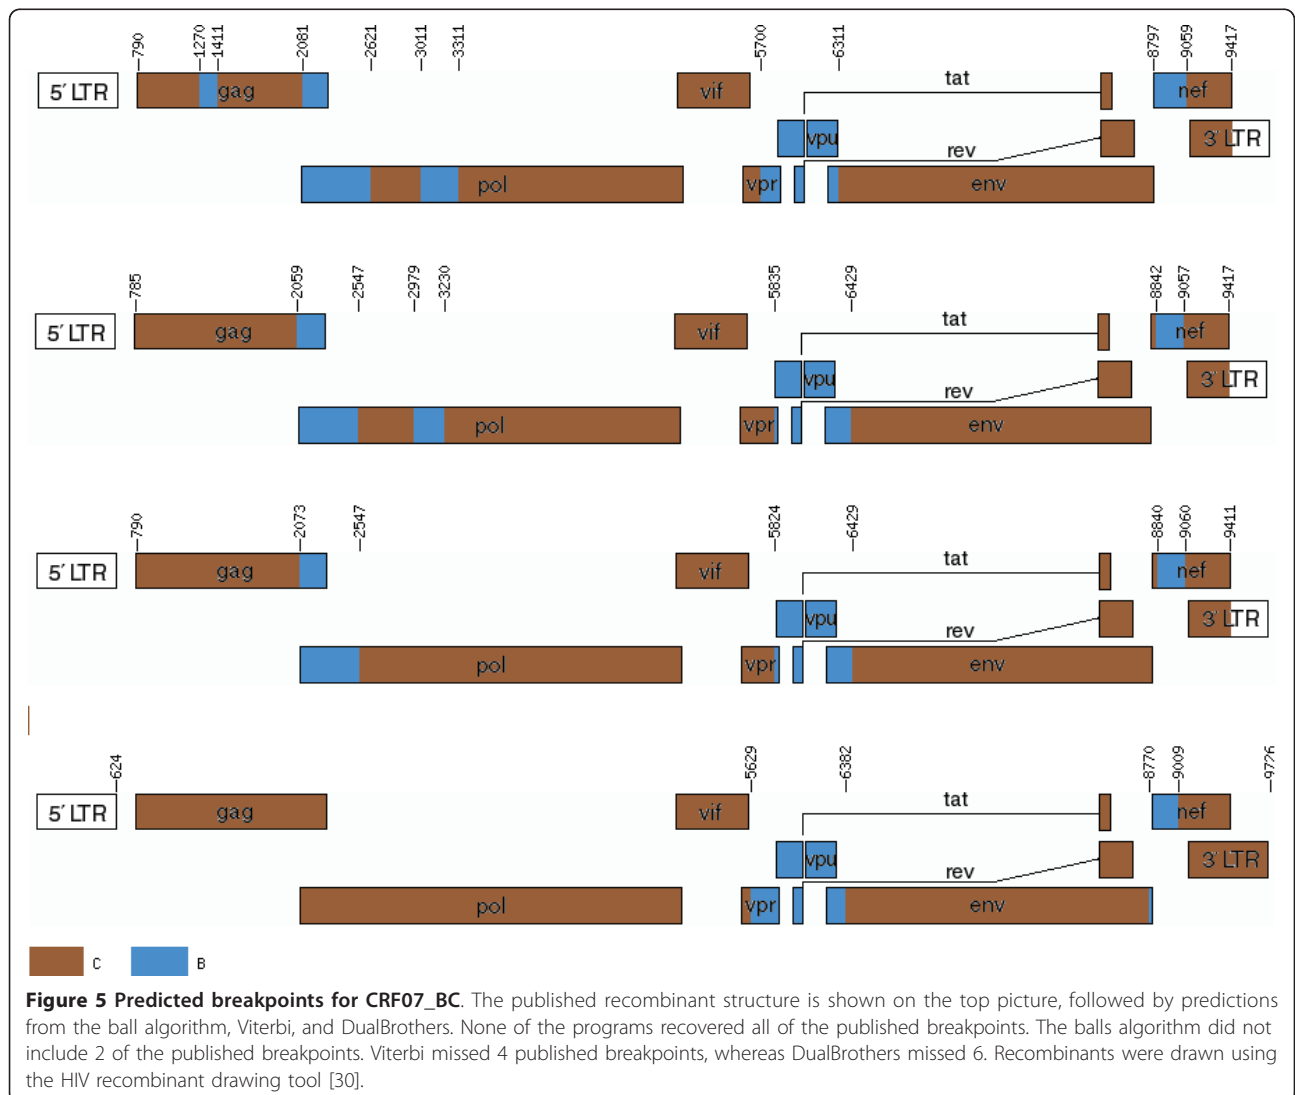 790 1270 1411 2081 2621 3011 3311 5700 6311 8797 9059 9417
5′ LTR gag vif tat nef
vpu rev 3′ LTR
pol vpr env
785 2059 2547 2979 3230 5835 6429 8842 9057 9417
5′ LTR gag vif tat nef
vpu rev 3′ LTR
pol vpr env
790 2073 2547 5824 6429 8840 9060 9411
5′ LTR gag vif tat nef
vpu rev 3′ LTR
pol vpr env
624 5629 6382 8770 9009 9726
5′ LTR gag vif tat nef
vpu rev 3′ LTR
pol vpr env
C B
Figure 5 Predicted breakpoints for CRF07_BC. The published recombinant structure is shown on the top picture, followed by predictions
from the ball algorithm, Viterbi, and DualBrothers. None of the programs recovered all of the published breakpoints. The balls algorithm did not
include 2 of the published breakpoints. Viterbi missed 4 published breakpoints, whereas DualBrothers missed 6. Recombinants were drawn using
the HIV recombinant drawing tool [30].